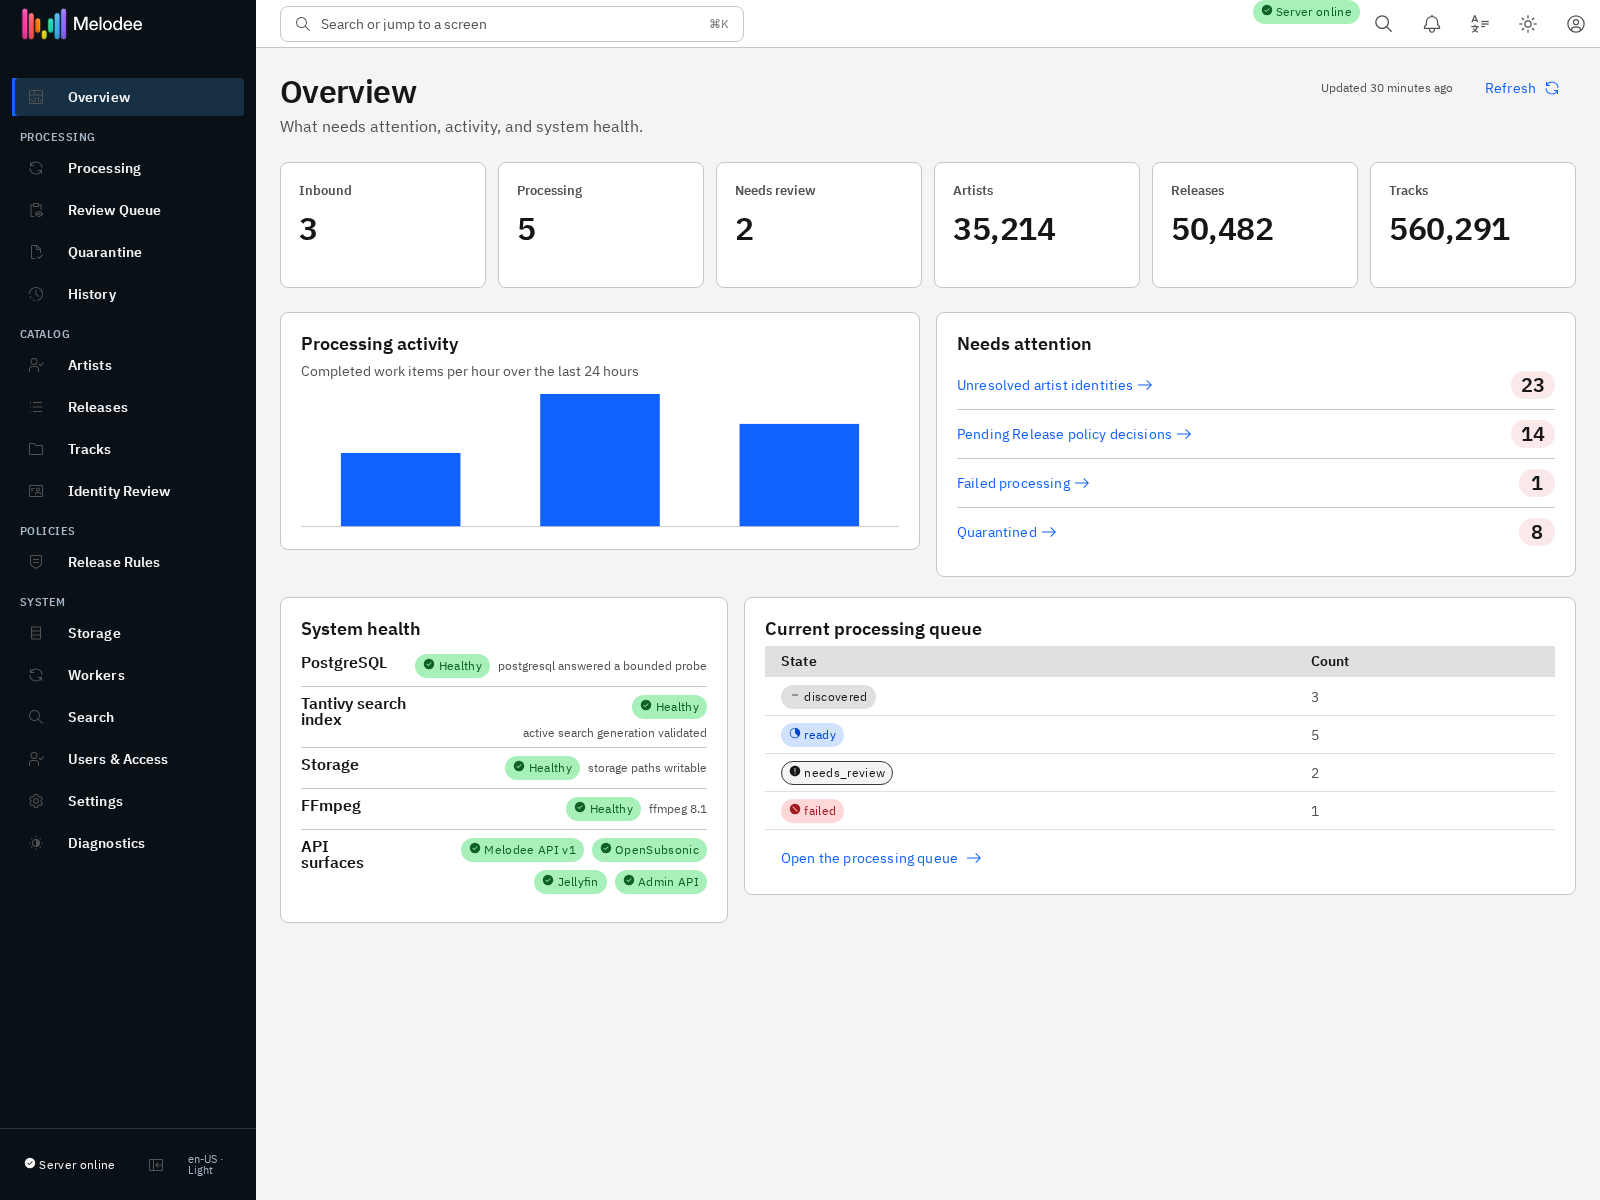 Melodee
Search or jump to a screen
⌘K
Server online
Overview
PROCESSING
Processing
Review Queue
Quarantine
History
CATALOG
Artists
Releases
Tracks
Identity Review
POLICIES
Release Rules
SYSTEM
Storage
Workers
Search
Users & Access
Settings
Diagnostics
Server online
en-US ·
Light
Overview
What needs attention, activity, and system health.
Updated 30 minutes ago
Refresh
Inbound
3
Processing
5
Needs review
2
Artists
35,214
Releases
50,482
Tracks
560,291
Processing activity
Completed work items per hour over the last 24 hours
Needs attention
Unresolved artist identities → 23
Pending Release policy decisions → 14
Failed processing → 1
Quarantined → 8
System health
PostgreSQL Healthy postgresql answered a bounded probe
Tantivy search Healthy
index
active search generation validated
Storage Healthy storage paths writable
FFmpeg Healthy ffmpeg 8.1
API Melodee API v1 OpenSubsonic
surfaces
Jellyfin Admin API
Current processing queue
State Count
discovered 3
ready 5
needs_review 2
failed 1
Open the processing queue →